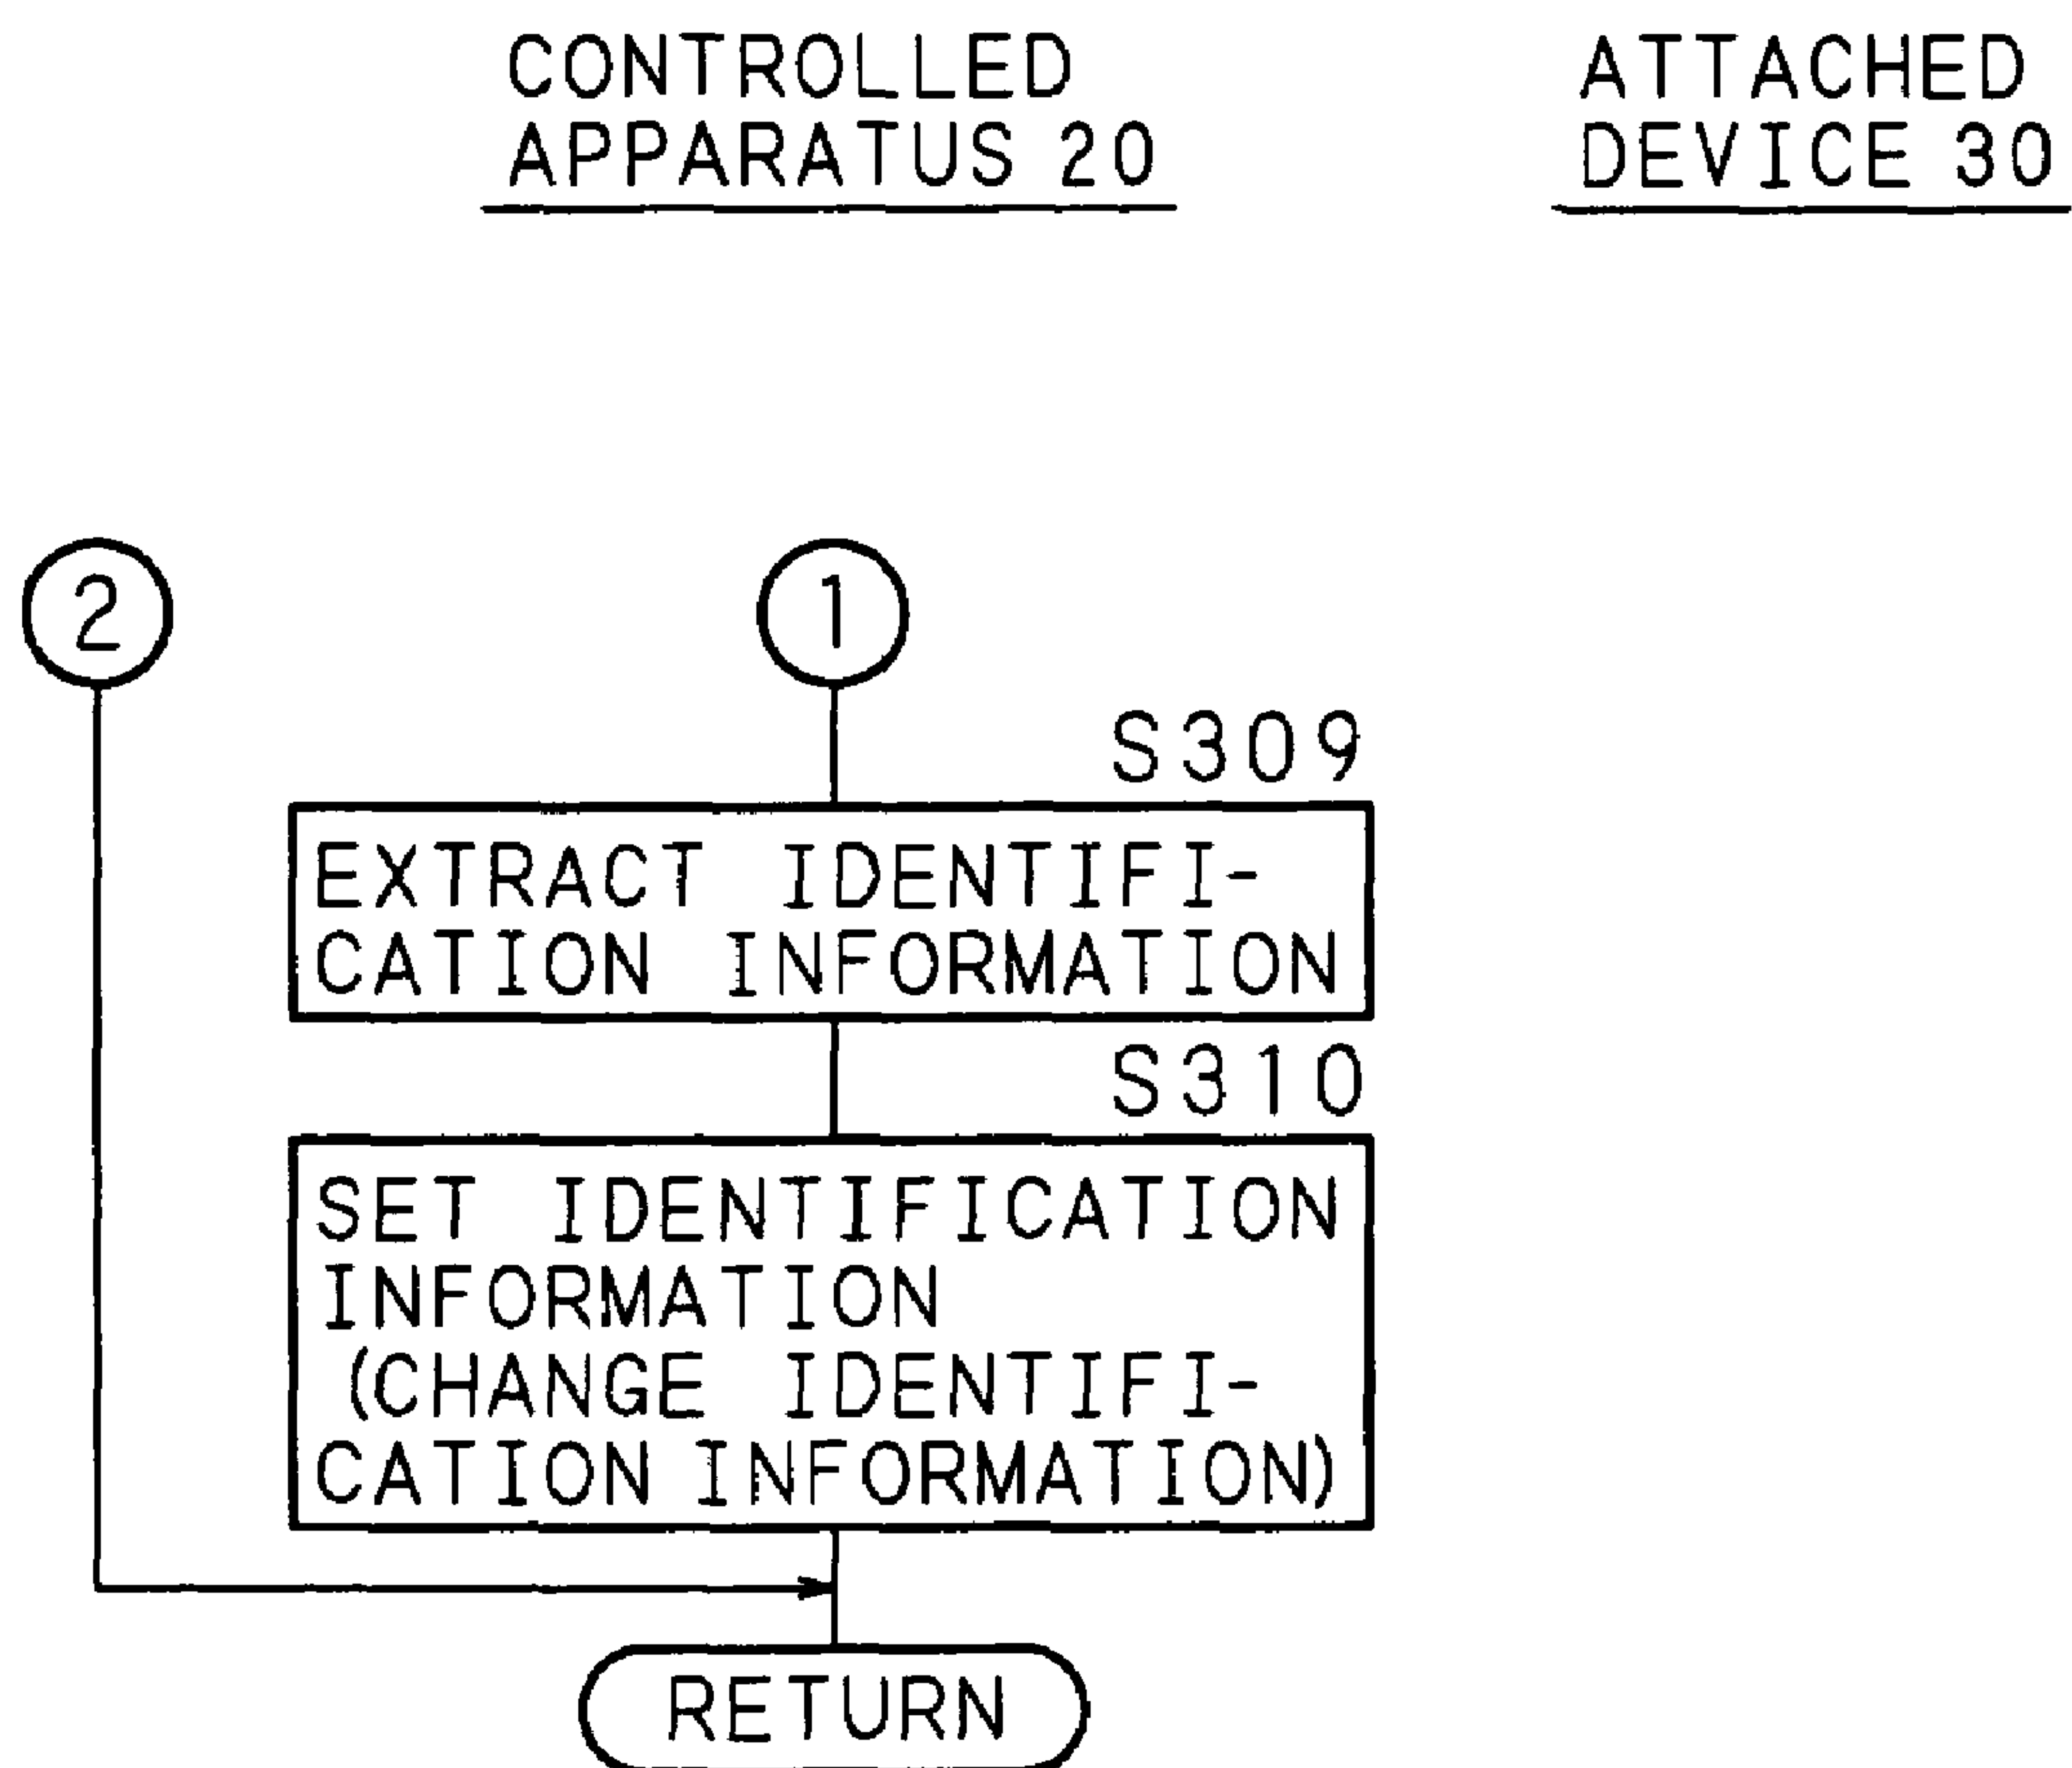 CONTROLLED
APPARATUS 20
ATTACHED
DEVICE 30
2
1
S309
EXTRACT IDENTIFI-
CATION INFORMATION
S310
SET IDENTIFICATION
INFORMATION
(CHANGE IDENTIFI-
CATION INFORMATION)
RETURN